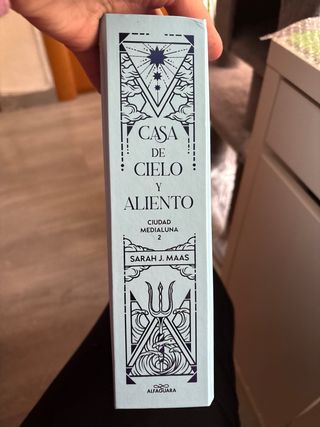 CASA
DE
CIELO
Y
ALIENTO
CIUDAD
MEDIALUNA
2
SARAH J. MAAS
ALFAGUARA